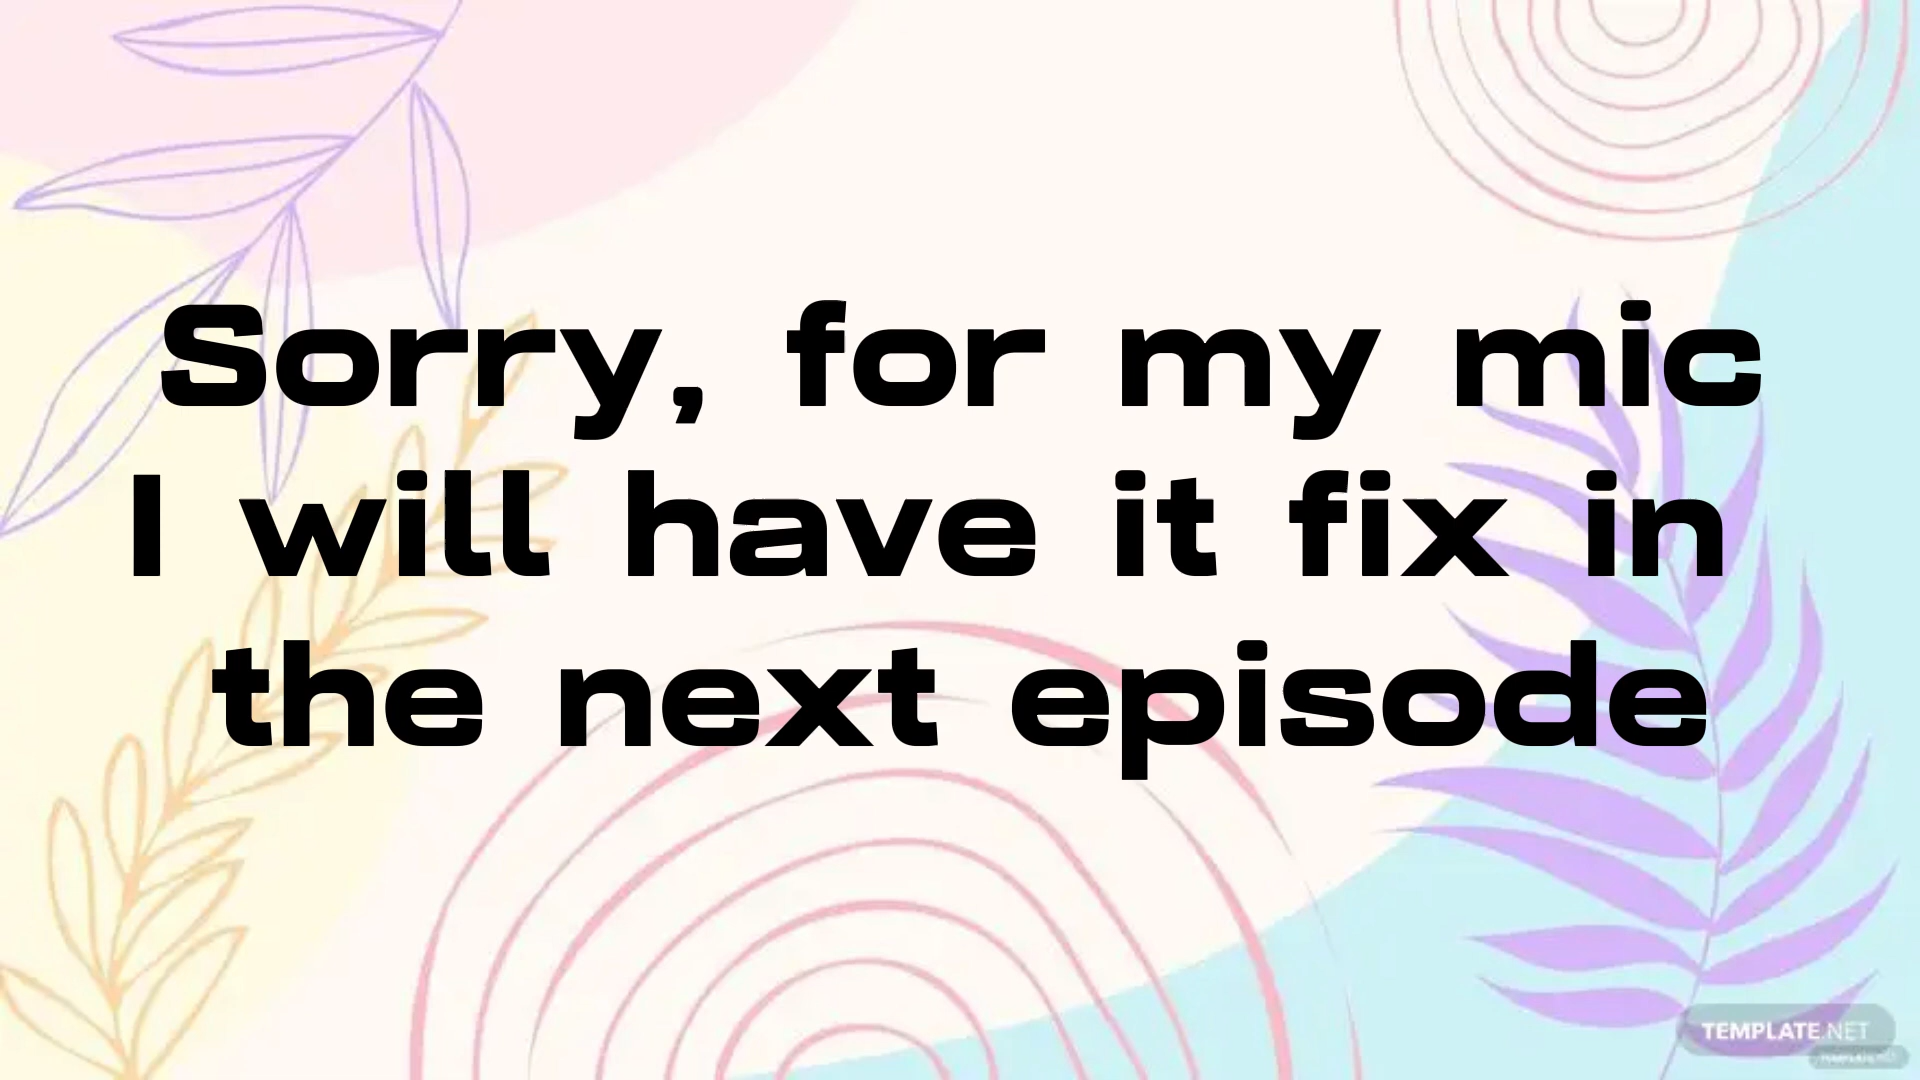 Sorry, for my mic
I will have it fix in
the next episode
TEMPLATE.NET